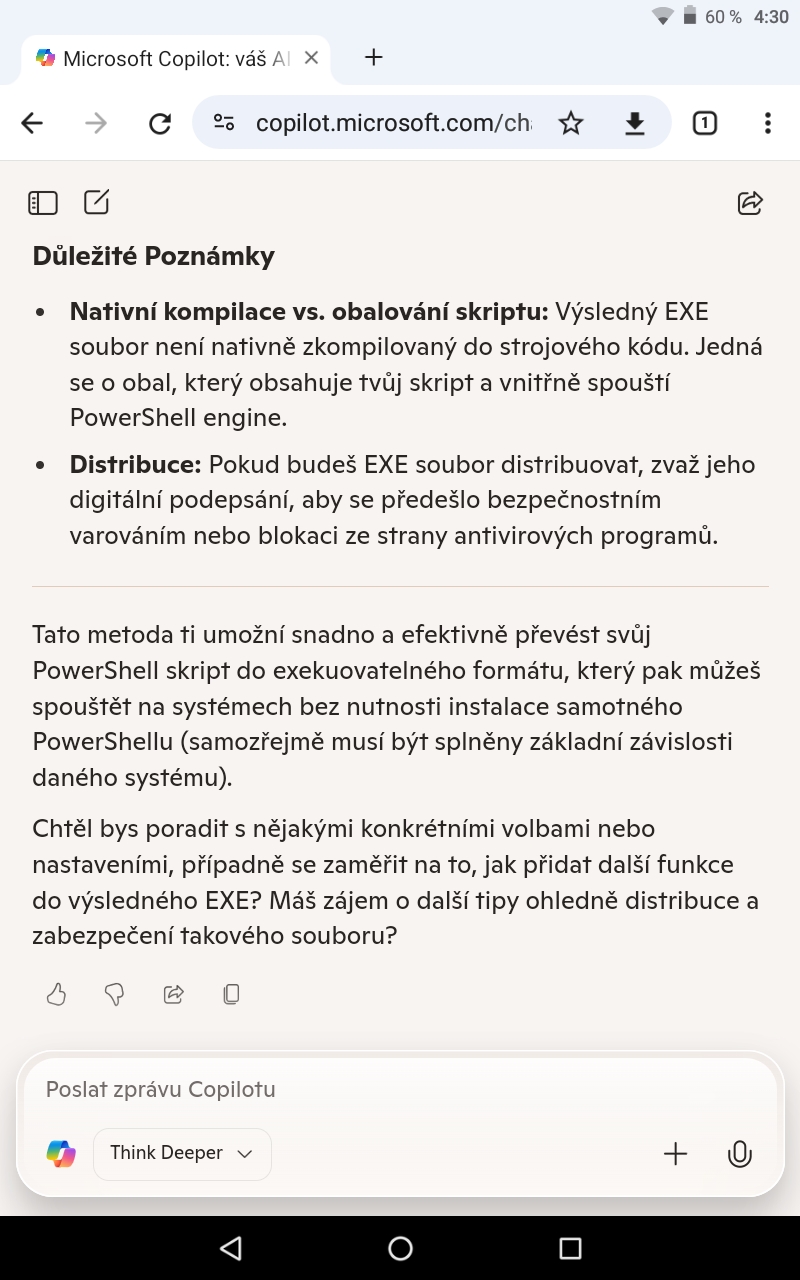 60 % 4:30
Microsoft Copilot: váš AI
copilot.microsoft.com/ch
1
Důležité Poznámky
• Nativní kompilace vs. obalování skriptu: Výsledný EXE
soubor není nativně zkompilovaný do strojového kódu. Jedná
se o obal, který obsahuje tvůj skript a vnitřně spouští
PowerShell engine.
• Distribuce: Pokud budeš EXE soubor distribuovat, zvaž jeho
digitální podepsání, aby se předešlo bezpečnostním
varováním nebo blokaci ze strany antivirových programů.
Tato metoda ti umožní snadno a efektivně převést svůj
PowerShell skript do exekuovatelného formátu, který pak můžeš
spouštět na systémech bez nutnosti instalace samotného
PowerShellu (samozřejmě musí být splněny základní závislosti
daného systému).
Chtěl bys poradit s nějakými konkrétními volbami nebo
nastaveními, případně se zaměřit na to, jak přidat další funkce
do výsledného EXE? Máš zájem o další tipy ohledně distribuce a
zabezpečení takového souboru?
Poslat zprávu Copilotu
Think Deeper